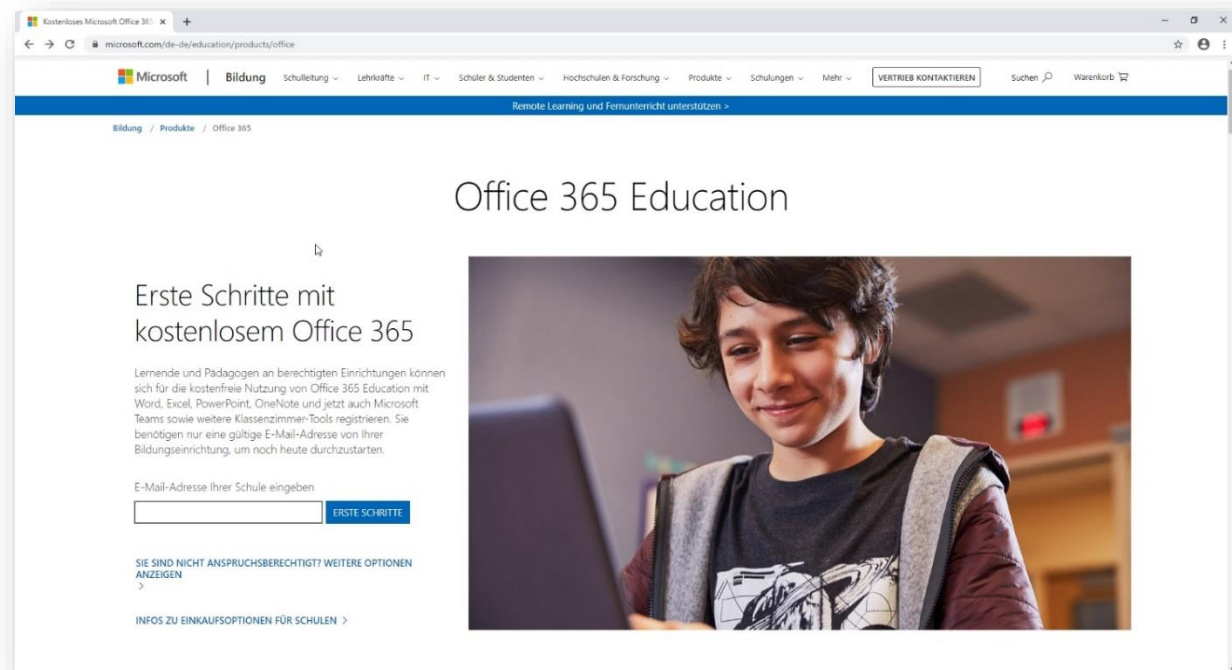 Kostenloses Microsoft Office 365
microsoft.com/de-de/education/products/office
Microsoft | Bildung Schulleitung Lehrkräfte IT Schüler & Studenten Hochschulen & Forschung Produkte Schulungen Mehr VERTRIEB KONTAKTIEREN Suchen Warenkorb
Remote Learning und Fernunterricht unterstützen >
Bildung / Produkte / Office 365
Office 365 Education
Erste Schritte mit
kostenlosem Office 365
Lernende und Pädagogen an berechtigten Einrichtungen können
sich für die kostenfreie Nutzung von Office 365 Education mit
Word, Excel, PowerPoint, OneNote und jetzt auch Microsoft
Teams sowie weitere Klassenzimmer-Tools registrieren. Sie
benötigen nur eine gültige E-Mail-Adresse von Ihrer
Bildungseinrichtung, um noch heute durchzustarten.
E-Mail-Adresse Ihrer Schule eingeben
ERSTE SCHRITTE
SIE SIND NICHT ANSPRUCHSBERECHTIGT? WEITERE OPTIONEN
ANZEIGEN
>
INFOS ZU EINKAUFSOPTIONEN FÜR SCHULEN >